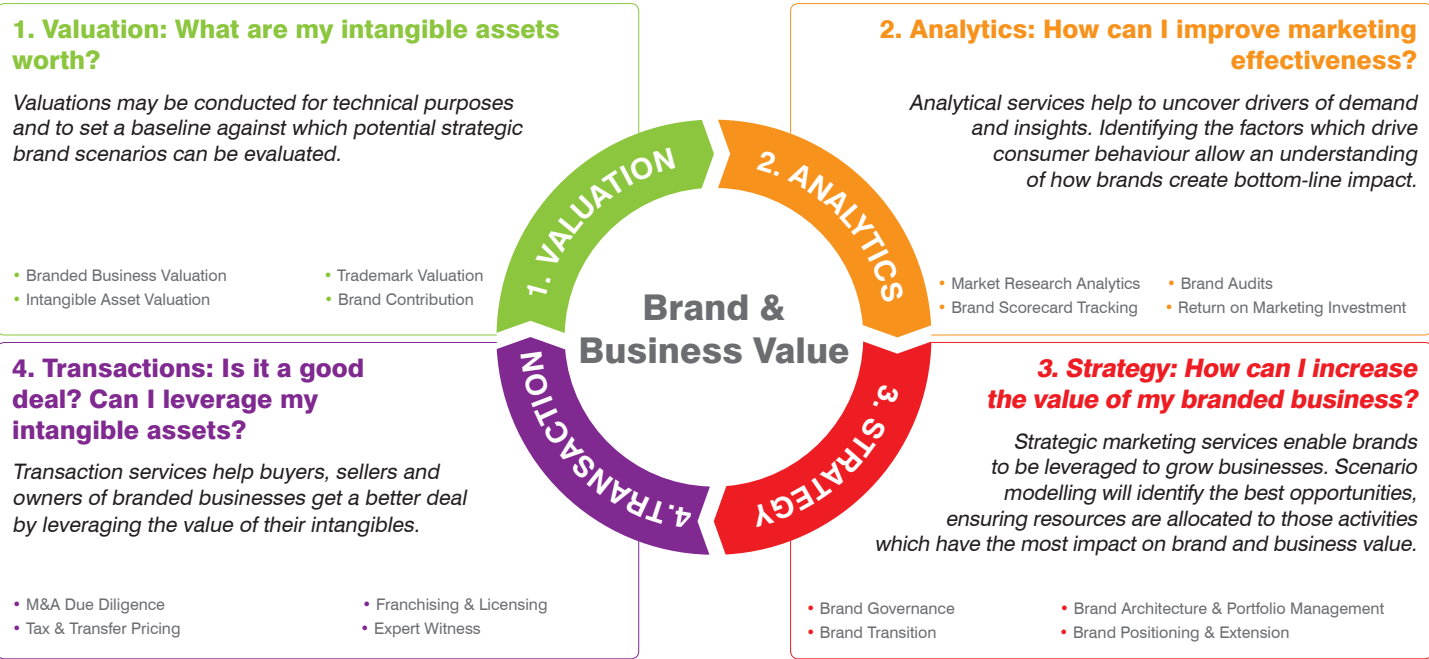 1. Valuation: What are my intangible assets
worth?
Valuations may be conducted for technical purposes
and to set a baseline against which potential strategic
brand scenarios can be evaluated.
• Branded Business Valuation
• Intangible Asset Valuation
• Trademark Valuation
• Brand Contribution
2. Analytics: How can I improve marketing
effectiveness?
Analytical services help to uncover drivers of demand
and insights. Identifying the factors which drive
consumer behaviour allow an understanding
of how brands create bottom-line impact.
• Market Research Analytics
• Brand Scorecard Tracking
• Brand Audits
• Return on Marketing Investment
1. VALUATION
2. ANALYTICS
3. STRATEGY
4. TRANSACTION
Brand &
Business Value
4. Transactions: Is it a good
deal? Can I leverage my
intangible assets?
Transaction services help buyers, sellers and
owners of branded businesses get a better deal
by leveraging the value of their intangibles.
• M&A Due Diligence
• Tax & Transfer Pricing
• Franchising & Licensing
• Expert Witness
3. Strategy: How can I increase
the value of my branded business?
Strategic marketing services enable brands
to be leveraged to grow businesses. Scenario
modelling will identify the best opportunities,
ensuring resources are allocated to those activities
which have the most impact on brand and business value.
• Brand Governance
• Brand Transition
• Brand Architecture & Portfolio Management
• Brand Positioning & Extension